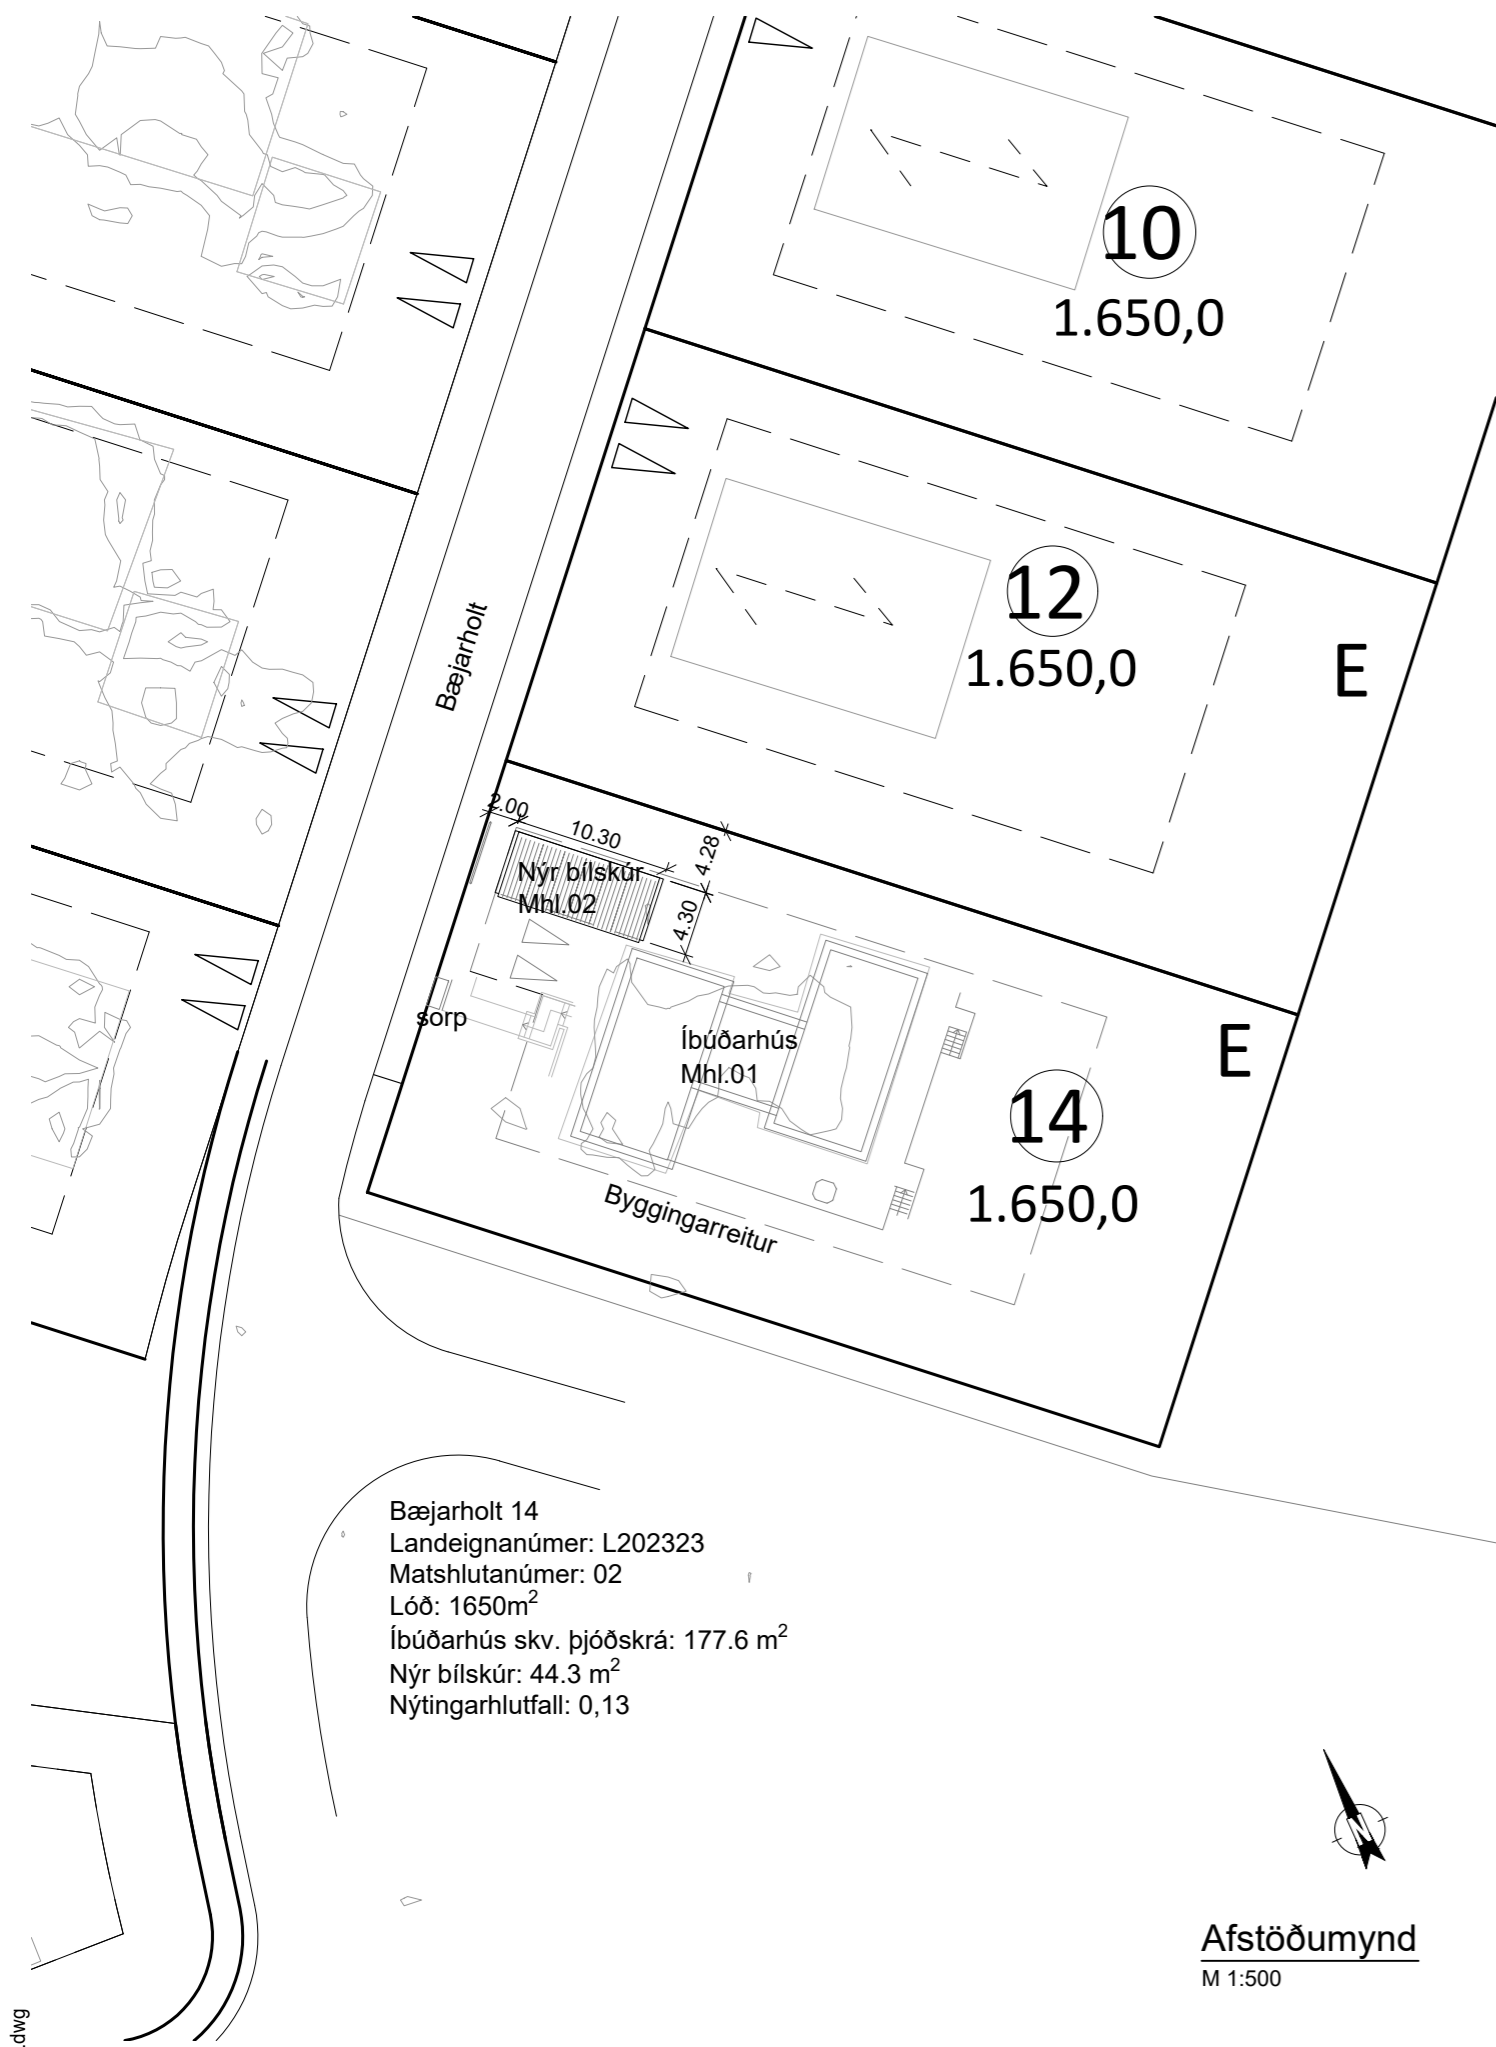 10
1.650,0
12
1.650,0
E
Bæjarholt
2.00
10.30
4.28
Nýr bílskúr
Mhl.02
4.30
sorp
Íbúðarhús
Mhl.01
E
14
1.650,0
Byggingarreitur
Bæjarholt 14
Landeignanúmer: L202323
Matshlutanúmer: 02
Lóð: 1650m²
Íbúðarhús skv. þjóðskrá: 177.6 m²
Nýr bílskúr: 44.3 m²
Nýtingarhlutfall: 0,13
N
Afstöðumynd
M 1:500
.dwg